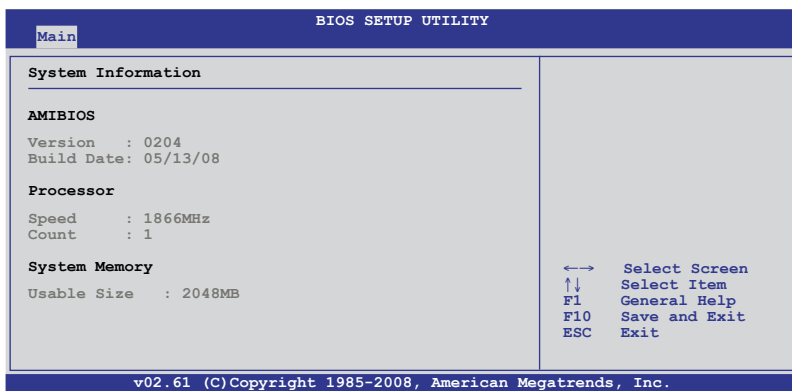 BIOS SETUP UTILITY
Main
System Information
AMIBIOS
Version : 0204
Build Date: 05/13/08
Processor
Speed : 1866MHz
Count : 1
System Memory
Usable Size : 2048MB
←→ Select Screen
↑↓ Select Item
F1 General Help
F10 Save and Exit
ESC Exit
v02.61 (C)Copyright 1985-2008, American Megatrends, Inc.